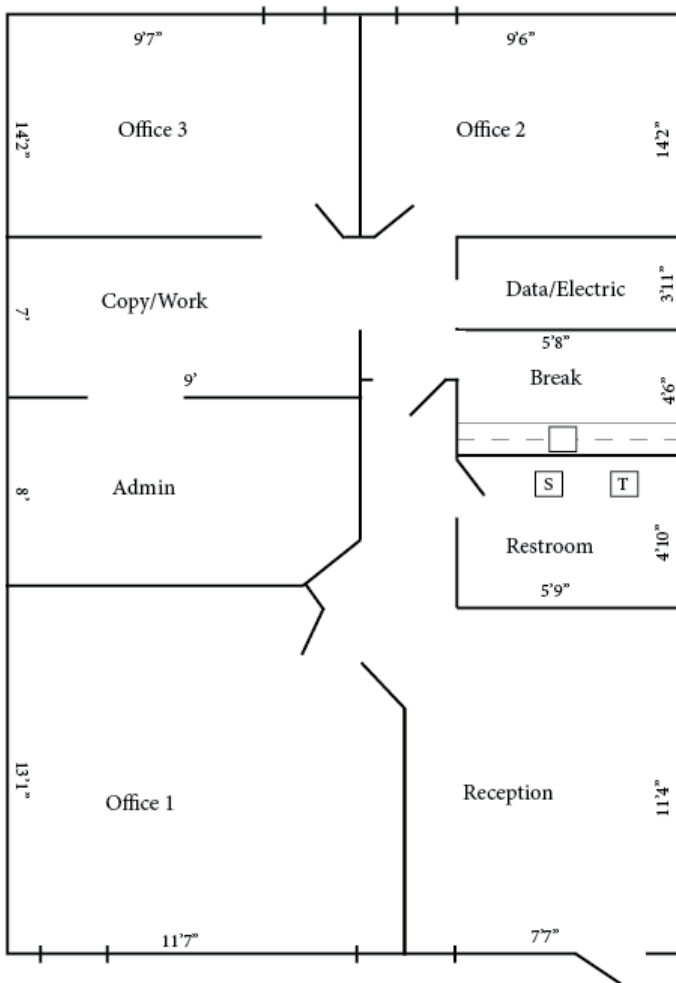 9'7”
9'6”
Office 3
Office 2
14'2”
14'2”
Copy/Work
Data/Electric
7'
3'11”
5'8”
9'
Break
4'6”
Admin
S
T
8'
Restroom
4'10”
5'9”
13'1”
Office 1
Reception
11'4”
11'7”
7'7”